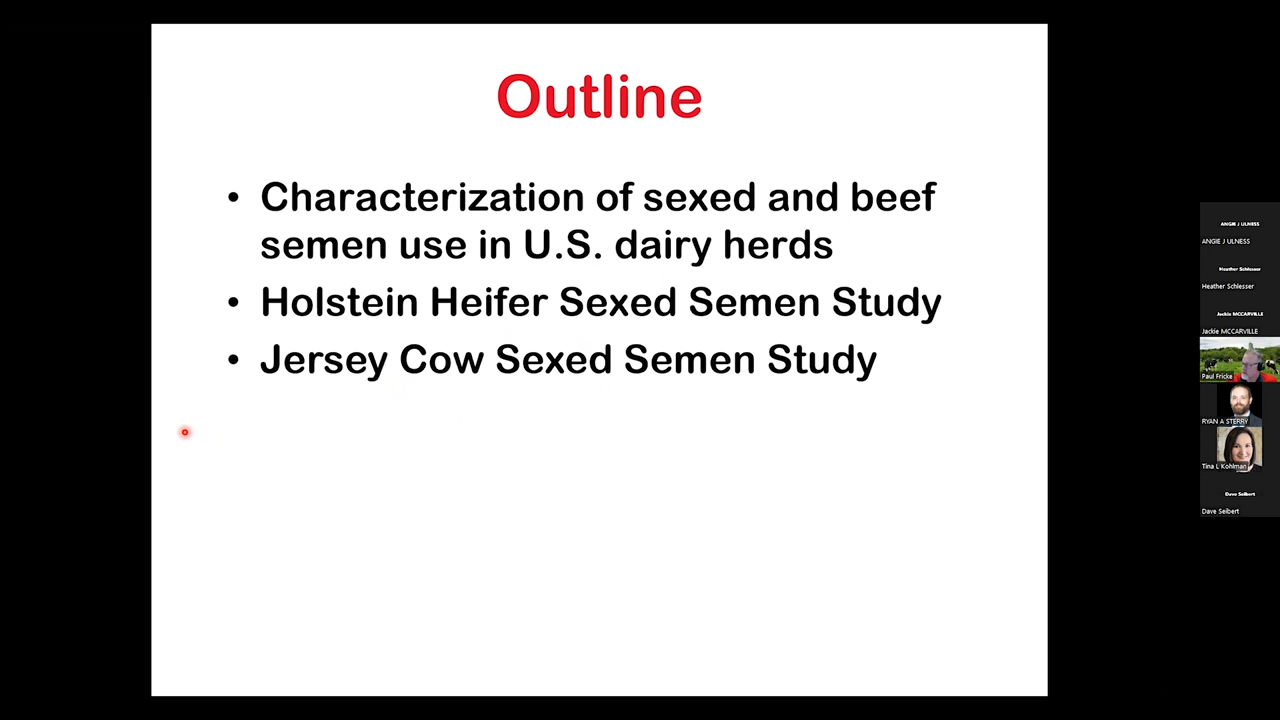 Outline
• Characterization of sexed and beef
semen use in U.S. dairy herds
• Holstein Heifer Sexed Semen Study
• Jersey Cow Sexed Semen Study
ANGIE J ULNESS
ANGIE J ULNESS
Heather Schlesser
Heather Schlesser
Jackie MCCARVILLE
Jackie MCCARVILLE
Paul Fricke
RYAN A STERRY
Tina L Kohlman
Dave Seibert
Dave Seibert